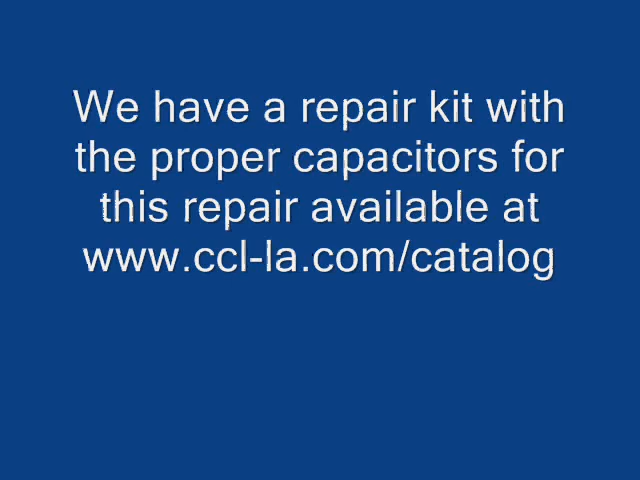 We have a repair kit with
the proper capacitors for
this repair available at
www.ccl-la.com/catalog